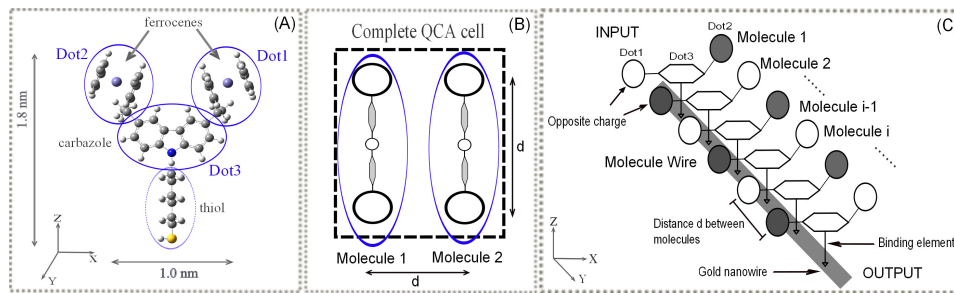 (A)
ferrocenes
Dot2
Dot1
1.8 nm
carbazole
Dot3
thiol
Z
X
Y
1.0 nm
(B)
Complete QCA cell
d
Molecule 1
Molecule 2
d
(C)
INPUT
Dot2
Molecule 1
Dot1
Dot3
Molecule 2
Opposite charge
Molecule i-1
Molecule i
Molecule Wire
Distance d between
molecules
Binding element
Z
X
Y
Gold nanowire
OUTPUT